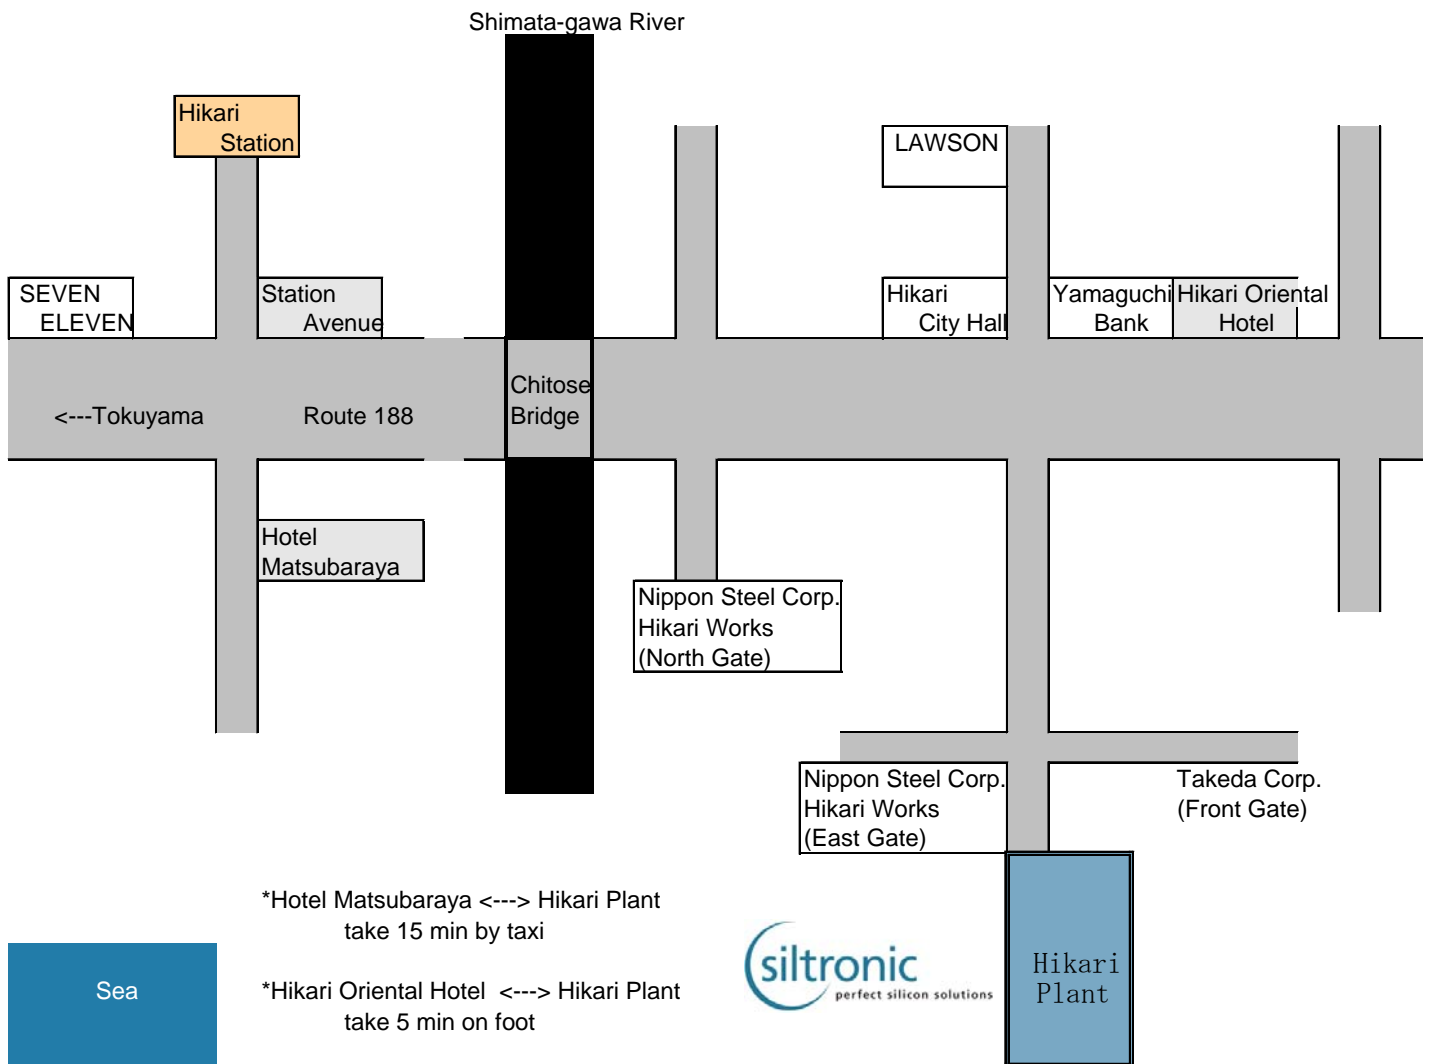 Shimata-gawa River
Hikari
Station
LAWSON
SEVEN
ELEVEN
Station
Avenue
Hikari
City Hall
Yamaguchi
Bank
Hikari Oriental
Hotel
<---Tokuyama
Route 188
Chitose
Bridge
Hotel
Matsubaraya
Nippon Steel Corp.
Hikari Works
(North Gate)
Nippon Steel Corp.
Hikari Works
(East Gate)
Takeda Corp.
(Front Gate)
*Hotel Matsubaraya <---> Hikari Plant
take 15 min by taxi
Sea
*Hikari Oriental Hotel <---> Hikari Plant
take 5 min on foot
siltronic
perfect silicon solutions
Hikari
Plant